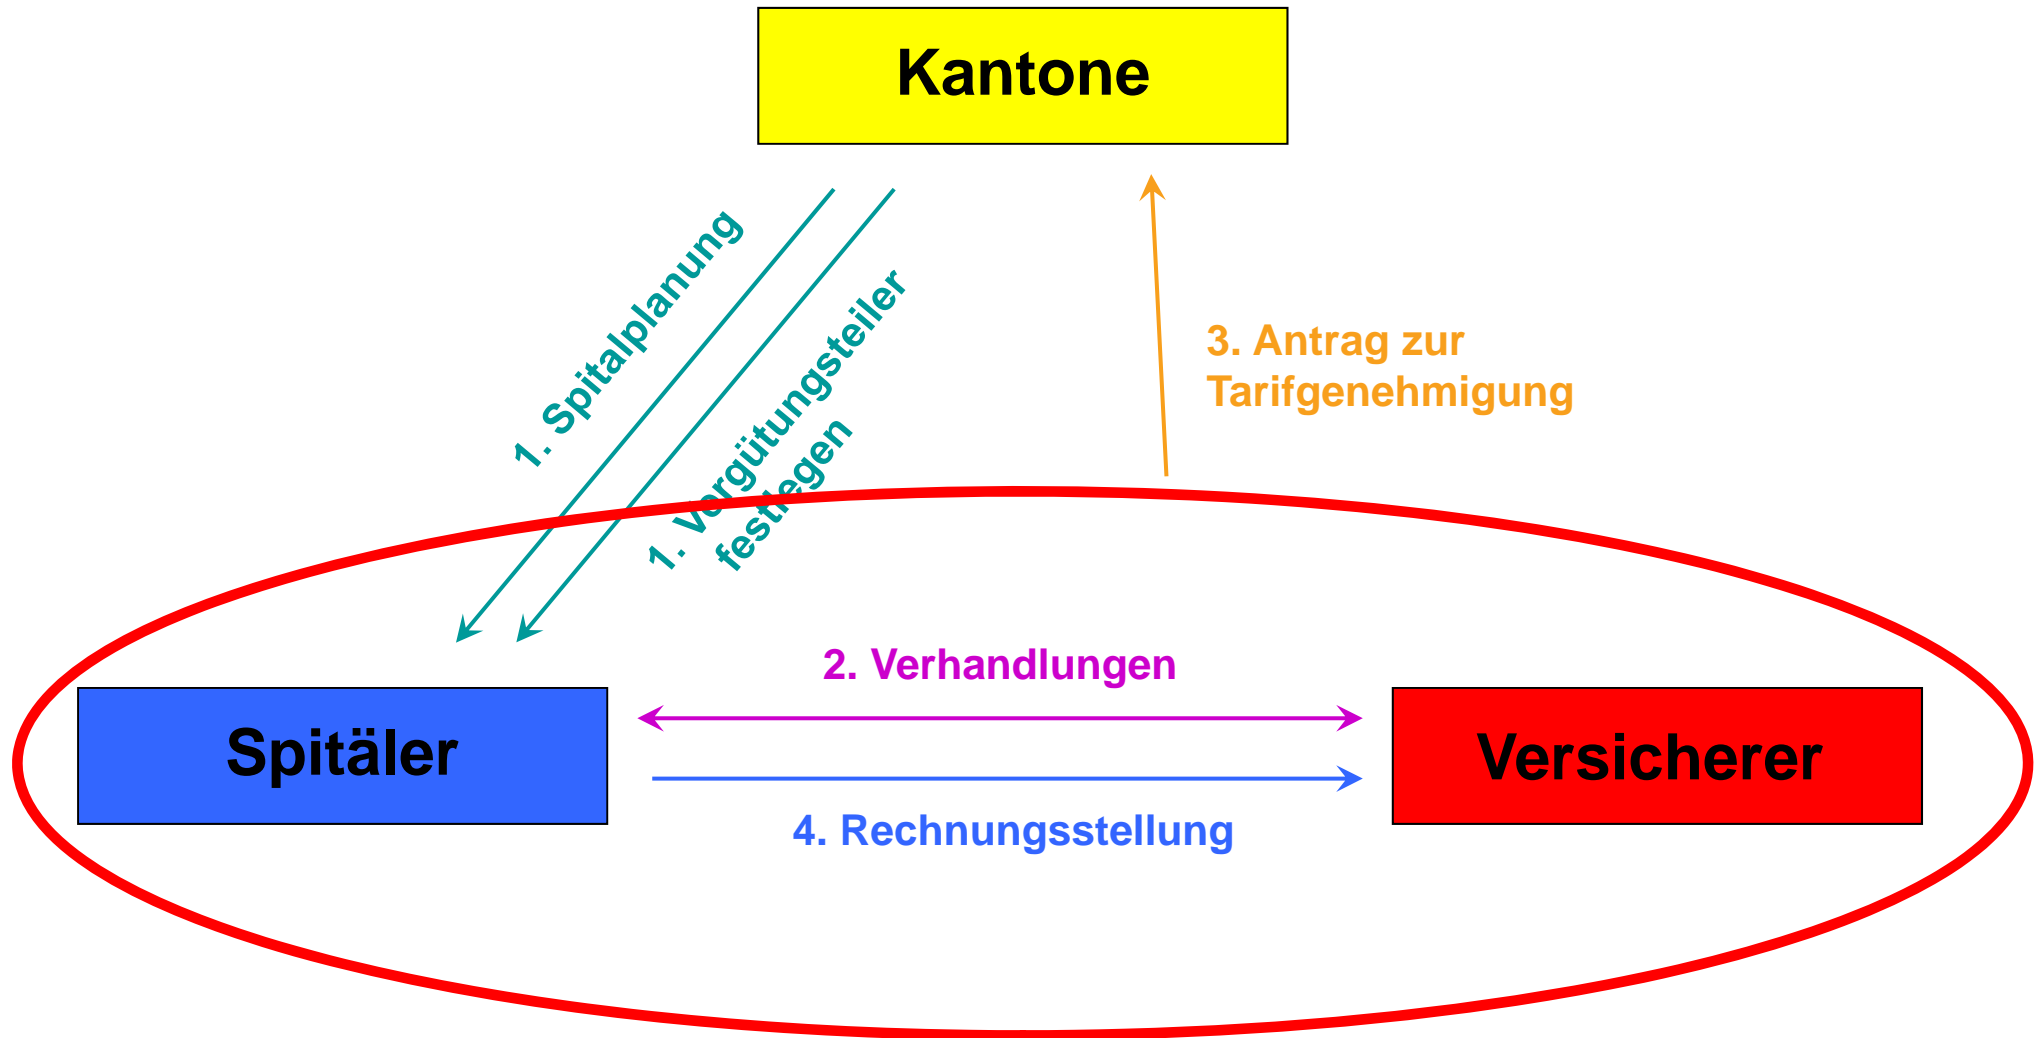 Kantone
1. Spitalplanung
1. Vergütungsteiler
festlegen
3. Antrag zur
Tarifgenehmigung
2. Verhandlungen
Spitäler
Versicherer
4. Rechnungsstellung